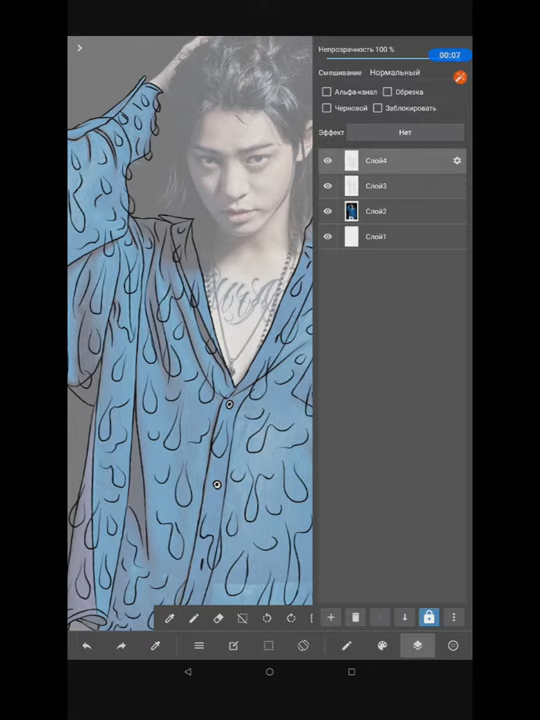 Непрозрачность 100 %
00:07
Смешивание Нормальный
Альфа-канал Обрезка
Черновой Заблокировать
Эффект Нет
Слой4
Слой3
Слой2
Слой1